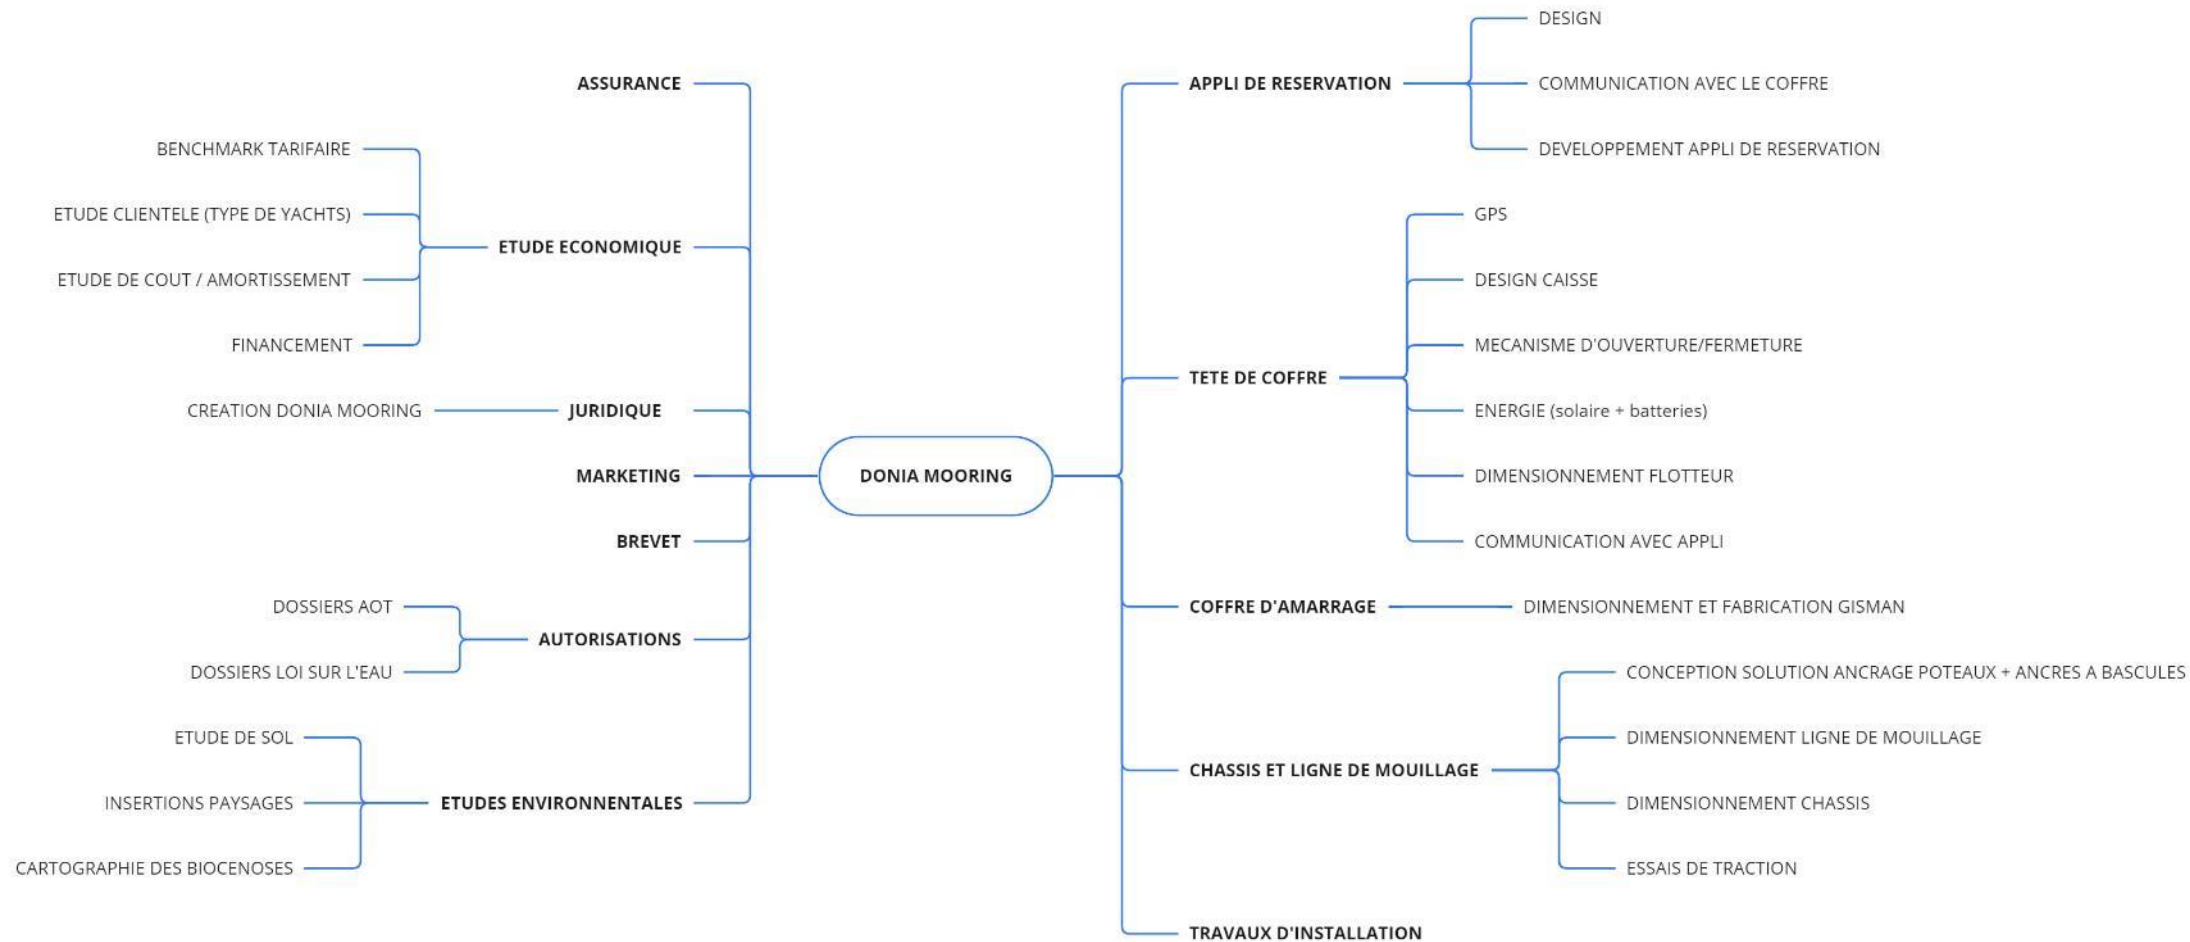 DONIA MOORING
ASSURANCE
ETUDE ECONOMIQUE
BENCHMARK TARIFAIRE
ETUDE CLIENTELE (TYPE DE YACHTS)
ETUDE DE COUT / AMORTISSEMENT
FINANCEMENT
JURIDIQUE
CREATION DONIA MOORING
MARKETING
BREVET
AUTORISATIONS
DOSSIERS AOT
DOSSIERS LOI SUR L'EAU
ETUDES ENVIRONNENTALES
ETUDE DE SOL
INSERTIONS PAYSAGES
CARTOGRAPHIE DES BIOCENOSES
APPLI DE RESERVATION
DESIGN
COMMUNICATION AVEC LE COFFRE
DEVELOPPEMENT APPLI DE RESERVATION
TETE DE COFFRE
GPS
DESIGN CAISSE
MECANISME D'OUVERTURE/FERMETURE
ENERGIE (solaire + batteries)
DIMENSIONNEMENT FLOTTEUR
COMMUNICATION AVEC APPLI
COFFRE D'AMARRAGE
DIMENSIONNEMENT ET FABRICATION GISMAN
CHASSIS ET LIGNE DE MOUILLAGE
CONCEPTION SOLUTION ANCRAGE POTEAUX + ANCRES A BASCULES
DIMENSIONNEMENT LIGNE DE MOUILLAGE
DIMENSIONNEMENT CHASSIS
ESSAIS DE TRACTION
TRAVAUX D'INSTALLATION